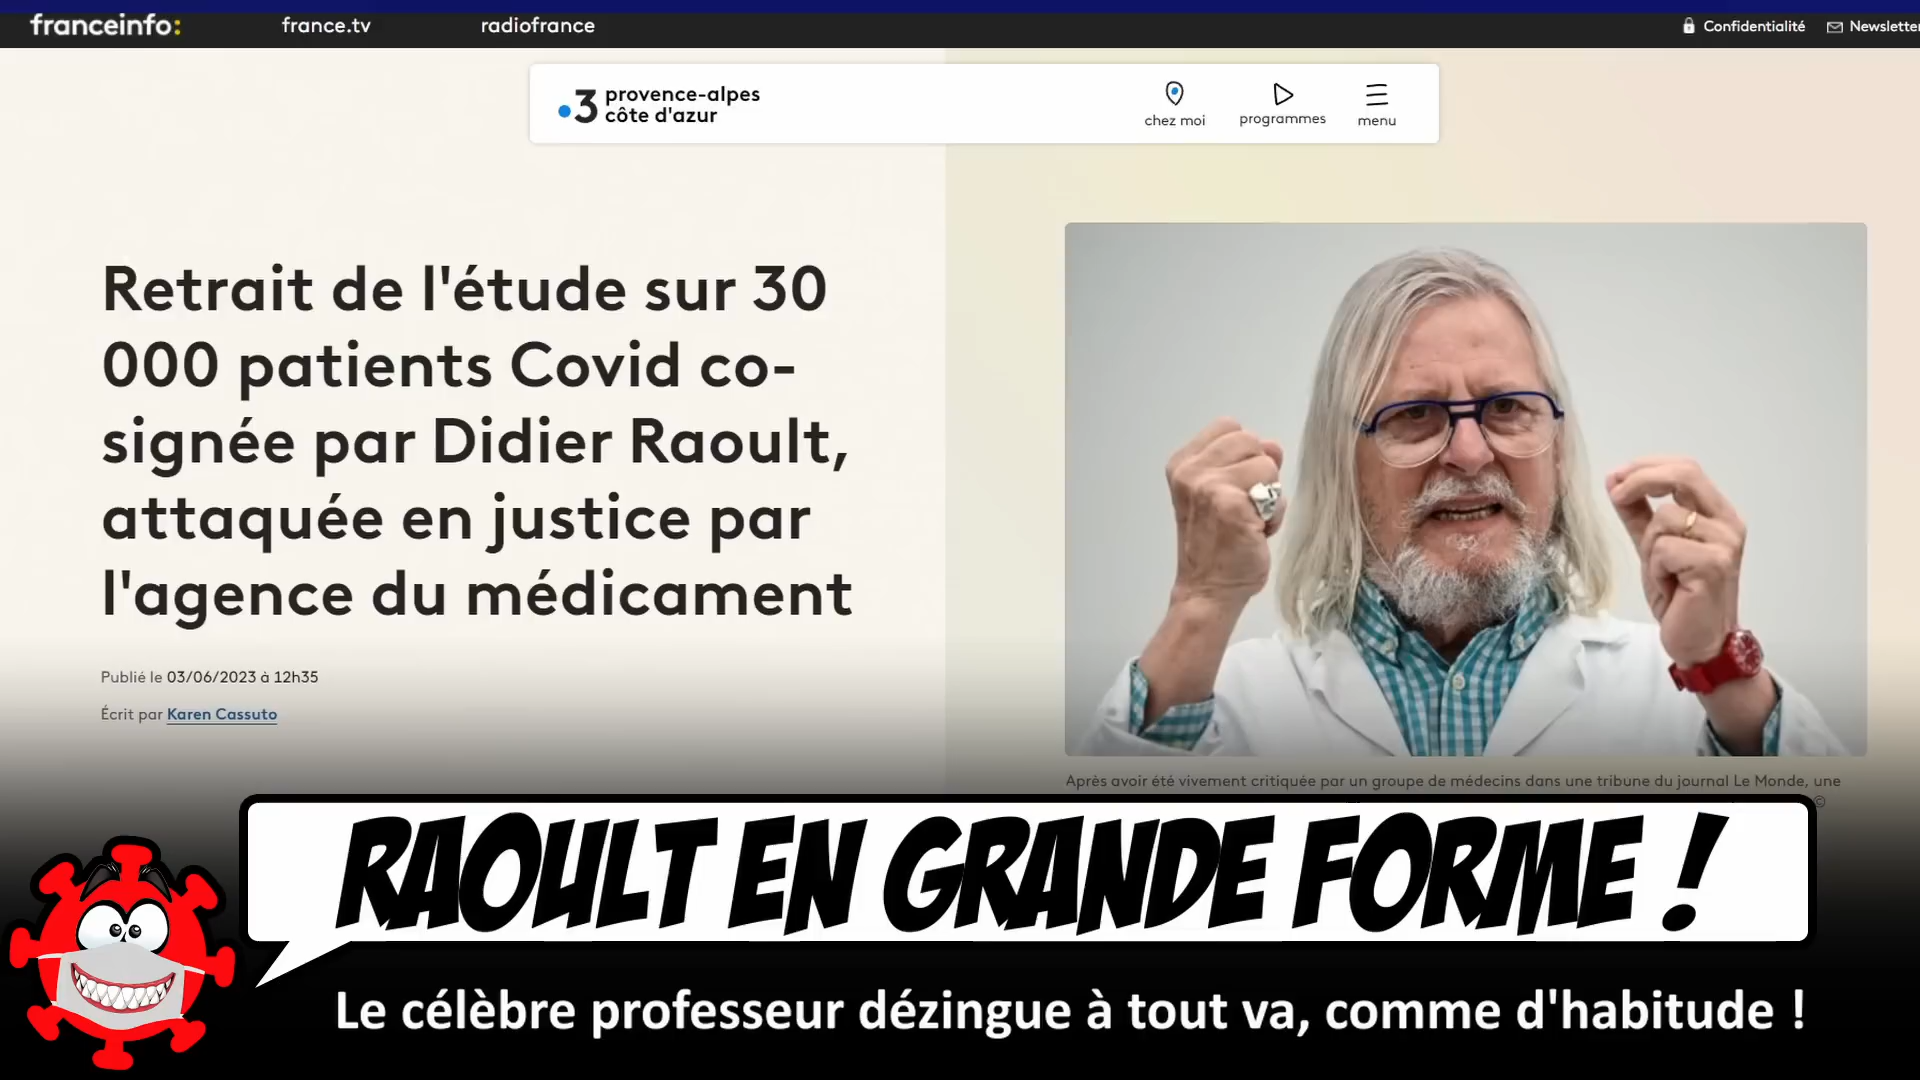 franceinfo:
france.tv
radiofrance
Confidentialité
Newsletter
3 provence-alpes
côte d'azur
chez moi
programmes
menu
Retrait de l'étude sur 30
000 patients Covid co-
signée par Didier Raoult,
attaquée en justice par
l'agence du médicament
Publié le 03/06/2023 à 12h35
Écrit par Karen Cassuto
Après avoir été vivement critiquée par un groupe de médecins dans une tribune du journal Le Monde, une
©
RAOULT EN GRANDE FORME !
Le célèbre professeur dézingue à tout va, comme d'habitude !